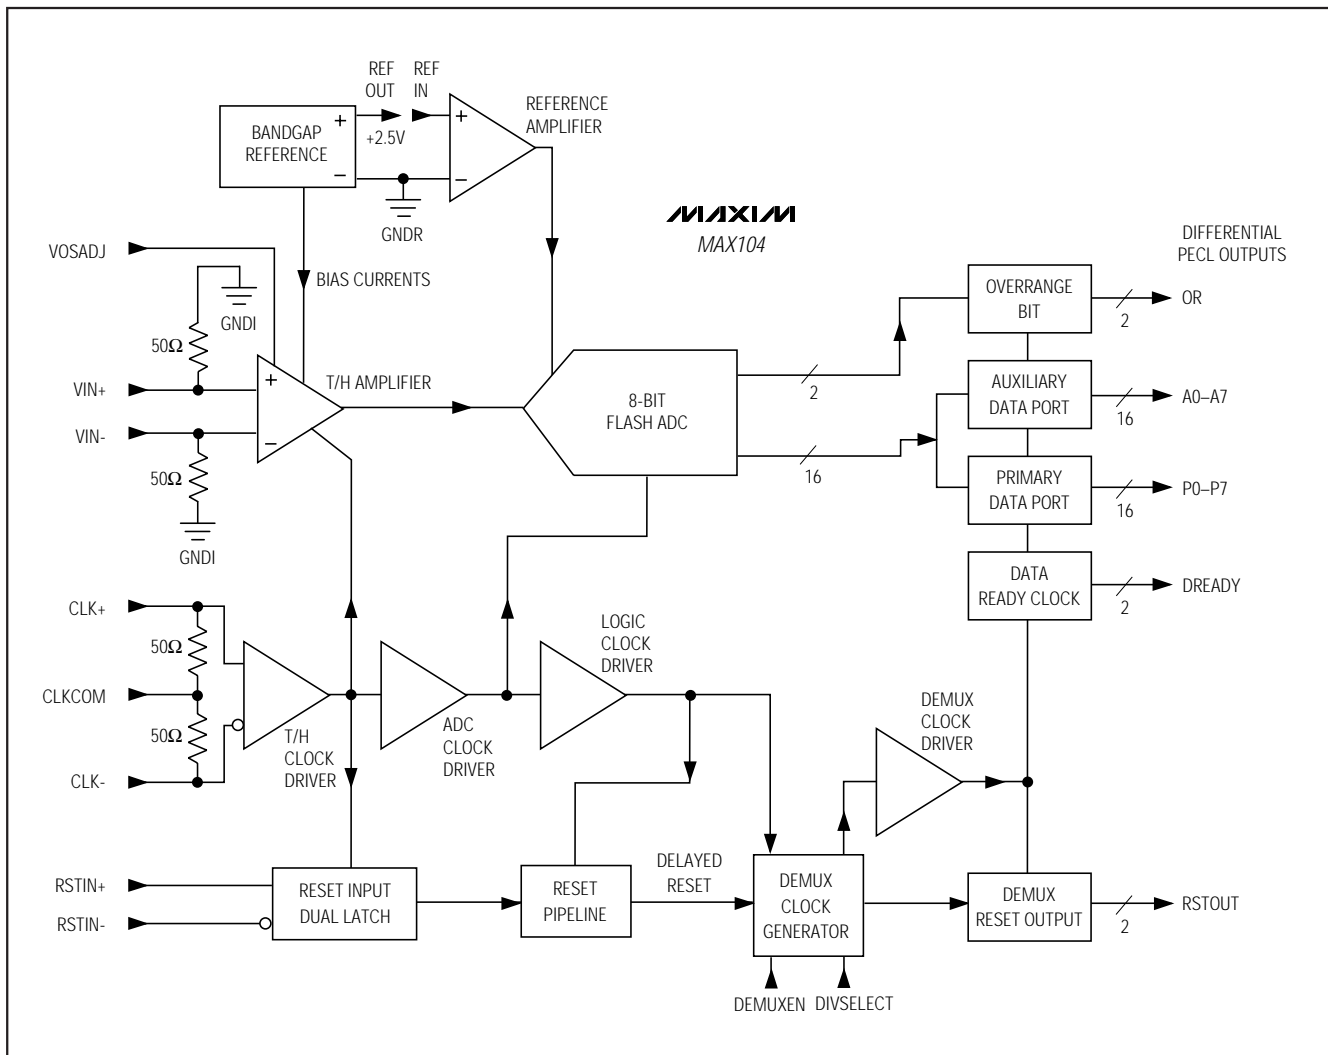 REF
OUT
REF
IN
+
+2.5V
−
BANDGAP
REFERENCE
+
−
REFERENCE
AMPLIFIER
GNDR
MAXIM
MAX104
DIFFERENTIAL
PECL OUTPUTS
VOSADJ
BIAS CURRENTS
GNDI
50Ω
VIN+
+
T/H AMPLIFIER
VIN-
−
50Ω
GNDI
8-BIT
FLASH ADC
2
16
OVERRANGE
BIT
2
OR
AUXILIARY
DATA PORT
16
A0–A7
PRIMARY
DATA PORT
16
P0–P7
DATA
READY CLOCK
2
DREADY
CLK+
50Ω
CLKCOM
50Ω
CLK-
T/H
CLOCK
DRIVER
ADC
CLOCK
DRIVER
LOGIC
CLOCK
DRIVER
DEMUX
CLOCK
DRIVER
RSTIN+
RSTIN-
RESET INPUT
DUAL LATCH
RESET
PIPELINE
DELAYED
RESET
DEMUX
CLOCK
GENERATOR
DEMUX
RESET OUTPUT
2
RSTOUT
DEMUXEN
DIVSELECT